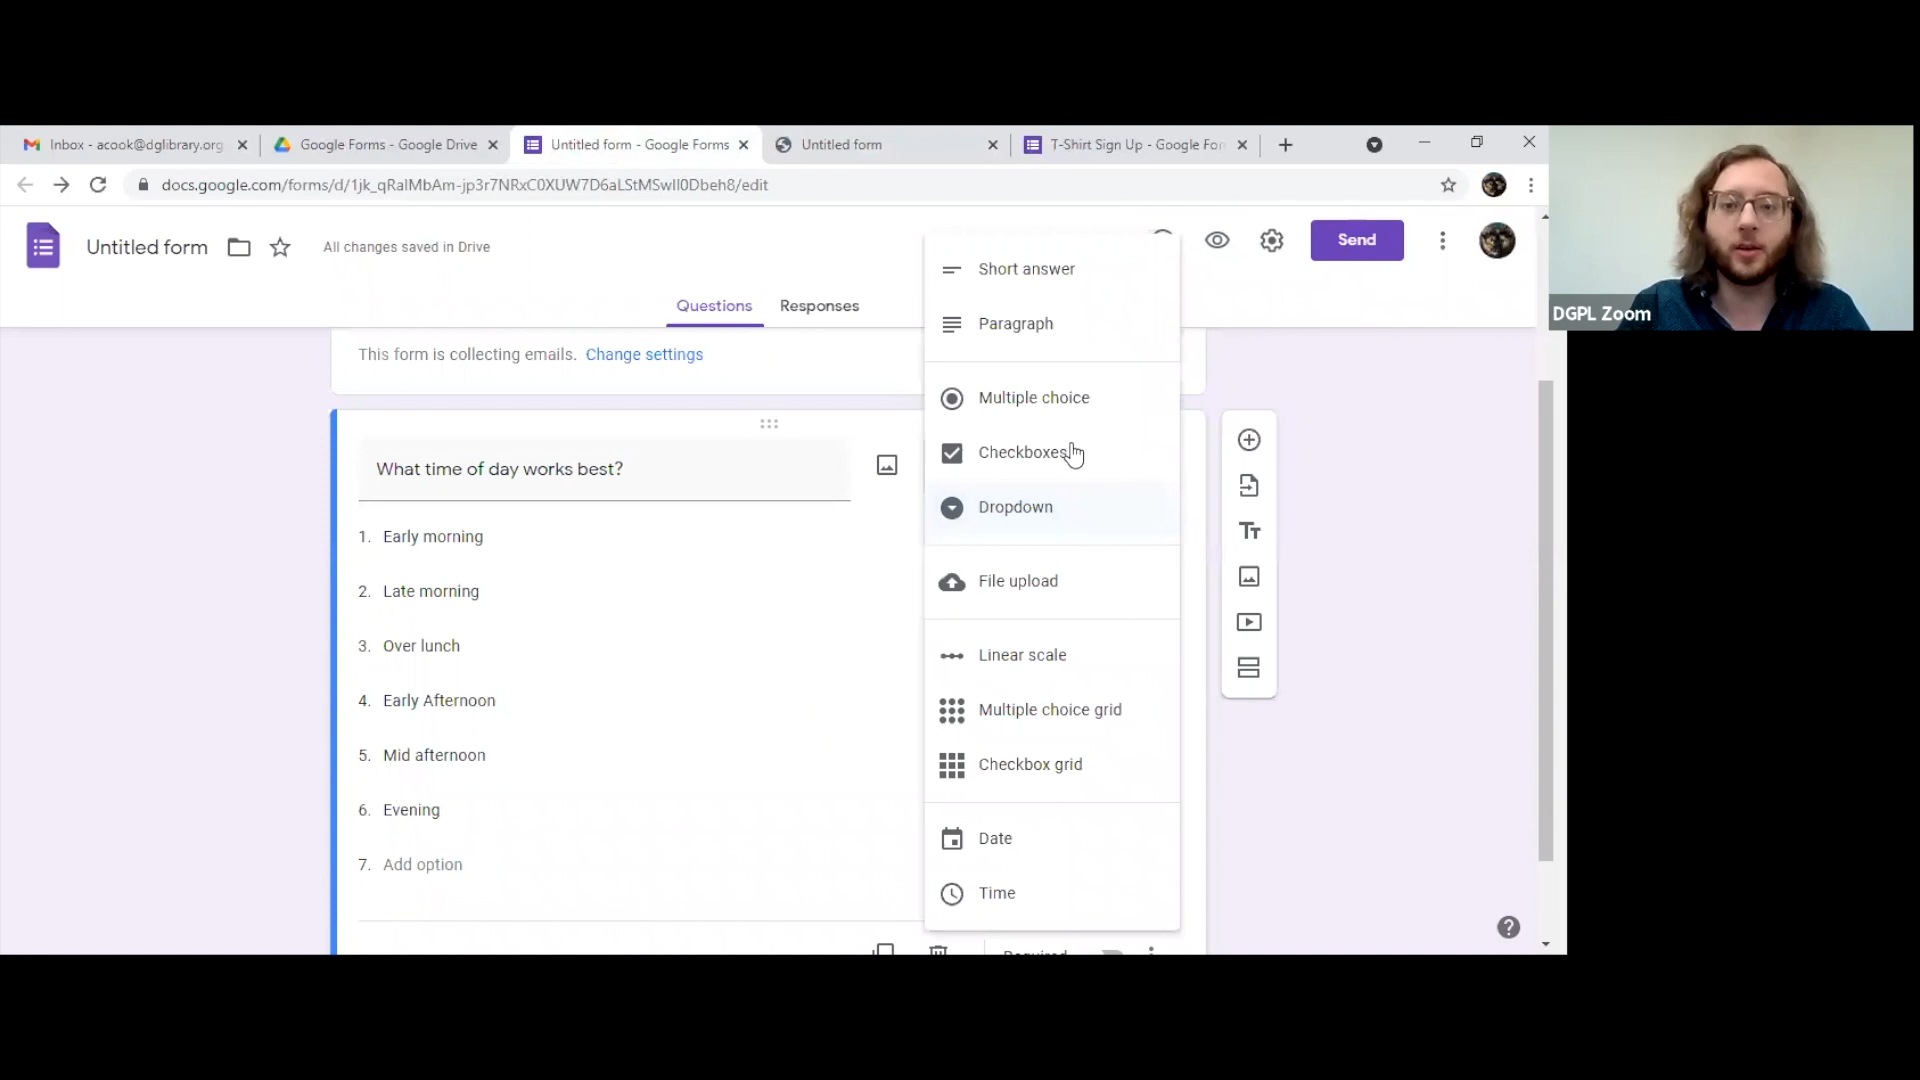 Inbox - acook@dglibrary.org
Google Forms - Google Drive
Untitled form - Google Forms
Untitled form
T-Shirt Sign Up - Google For
docs.google.com/forms/d/1jk_qRalMbAm-jp3r7NRxC0XUW7D6aLStMSwIl0Dbeh8/edit
Untitled form
All changes saved in Drive
Send
Questions
Responses
DGPL Zoom
This form is collecting emails. Change settings
What time of day works best?
1. Early morning
2. Late morning
3. Over lunch
4. Early Afternoon
5. Mid afternoon
6. Evening
7. Add option
Short answer
Paragraph
Multiple choice
Checkboxes
Dropdown
File upload
Linear scale
Multiple choice grid
Checkbox grid
Date
Time
Required